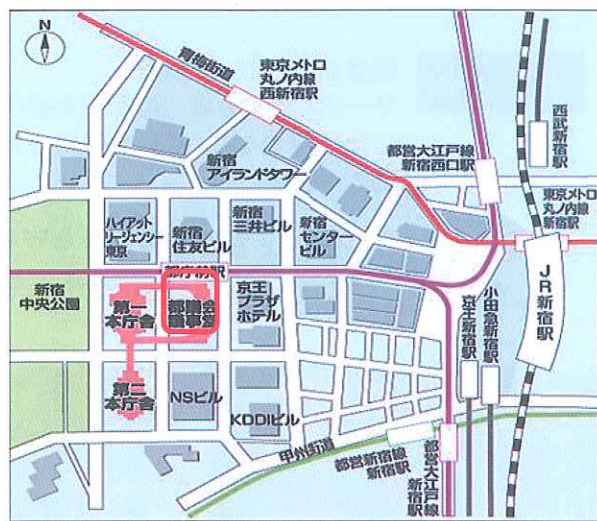 N
青梅街道
東京メトロ
丸ノ内線
西新宿駅
西武新宿駅
都営大江戸線
新宿西口駅
新宿
アイランドタワー
東京メトロ
丸ノ内線
新宿駅
ハイアット
リージェンシー
東京
新宿
住友ビル
新宿
三井ビル
新宿
センター
ビル
都庁前駅
JR新宿駅
新宿
中央公園
第一
本庁舎
都議会
議事堂
京王
プラザ
ホテル
小田急新宿駅
京王新宿駅
第二
本庁舎
NSビル
KDDIビル
甲州街道
都営新宿線
新宿駅
都営大江戸線
新宿駅